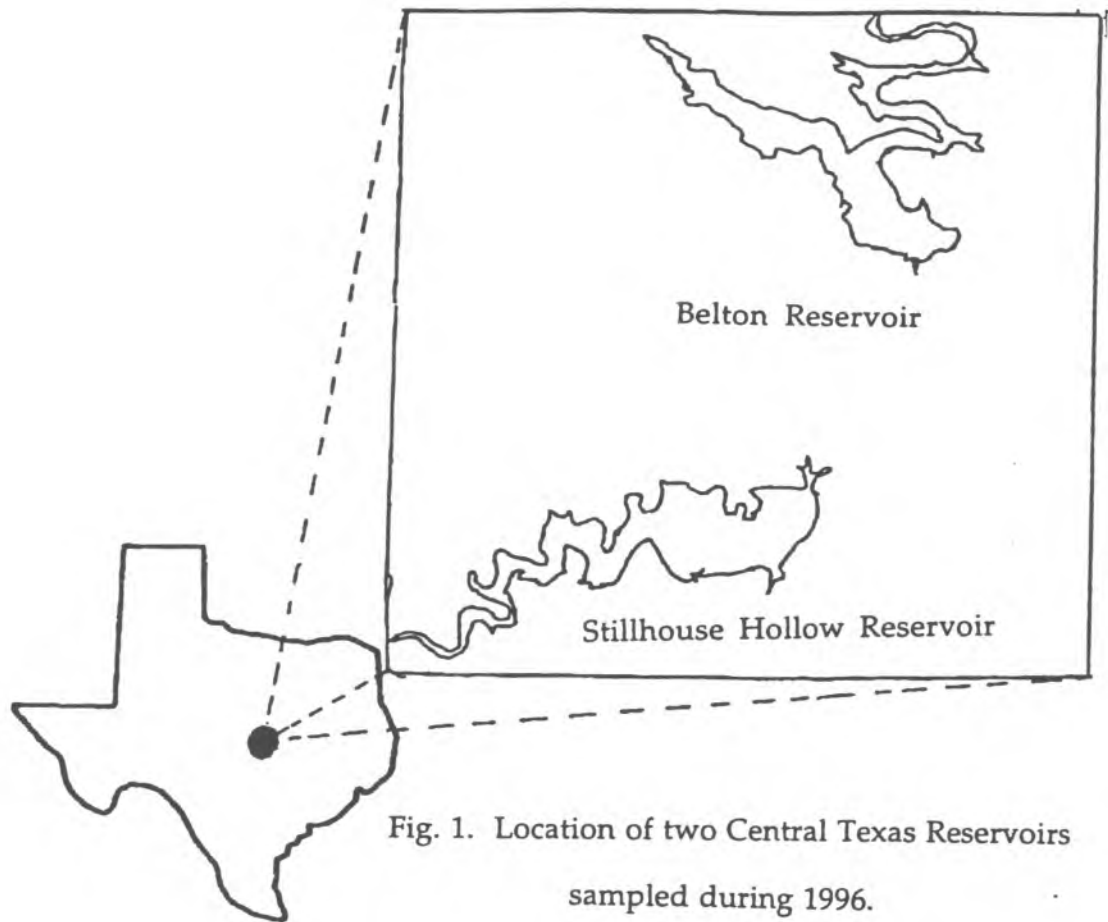 Belton Reservoir
Stillhouse Hollow Reservoir
Fig. 1. Location of two Central Texas Reservoirs
sampled during 1996.